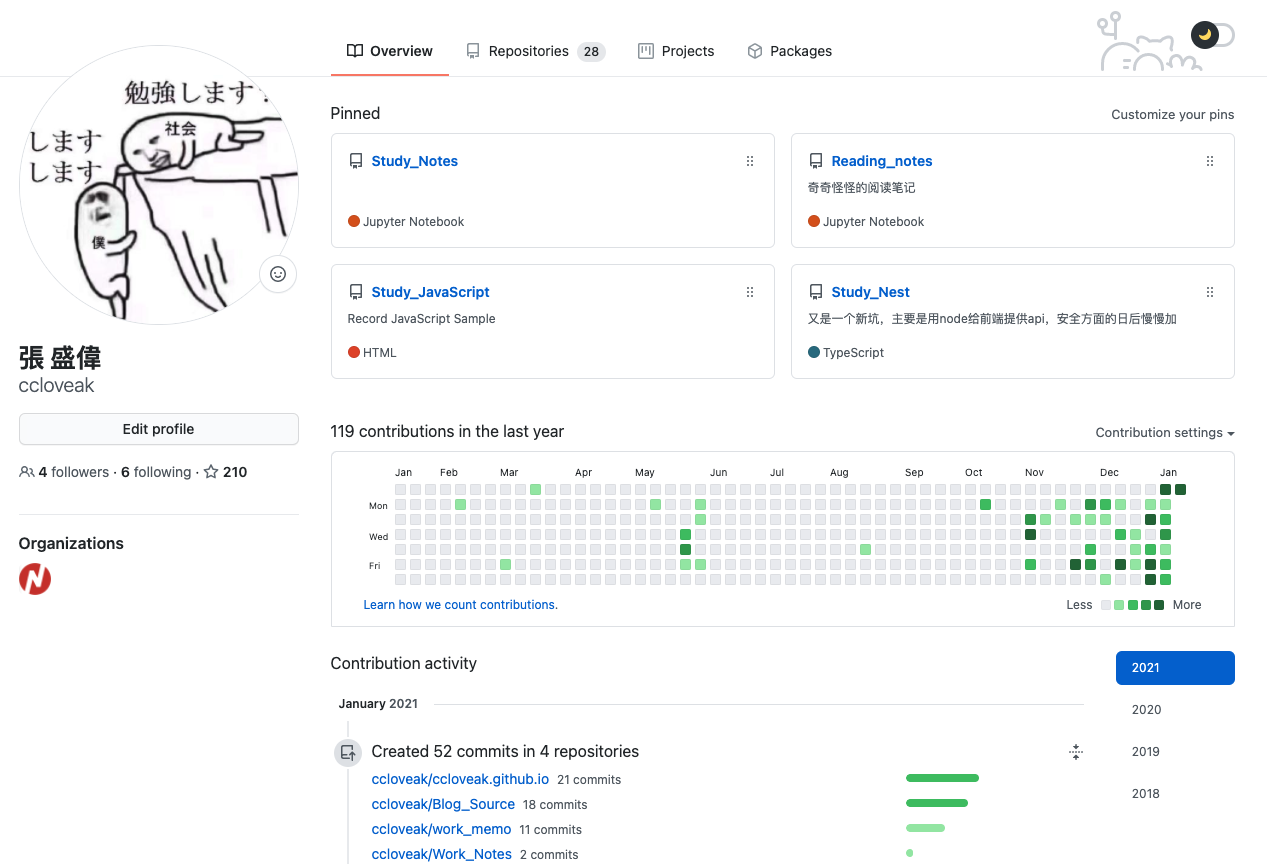 Overview
Repositories 28
Projects
Packages
勉強します！
します
します
社会
僕
張 盛偉
ccloveak
Edit profile
4 followers · 6 following · 210
Organizations
N
Pinned
Customize your pins
Study_Notes
Jupyter Notebook
Reading_notes
奇奇怪怪的阅读笔记
Jupyter Notebook
Study_JavaScript
Record JavaScript Sample
HTML
Study_Nest
又是一个新坑，主要是用node给前端提供api，安全方面的日后慢慢加
TypeScript
119 contributions in the last year
Contribution settings
Jan Feb Mar Apr May Jun Jul Aug Sep Oct Nov Dec Jan
Mon
Wed
Fri
Learn how we count contributions.
Less More
Contribution activity
2021
2020
2019
2018
January 2021
Created 52 commits in 4 repositories
ccloveak/ccloveak.github.io 21 commits
ccloveak/Blog_Source 18 commits
ccloveak/work_memo 11 commits
ccloveak/Work_Notes 2 commits